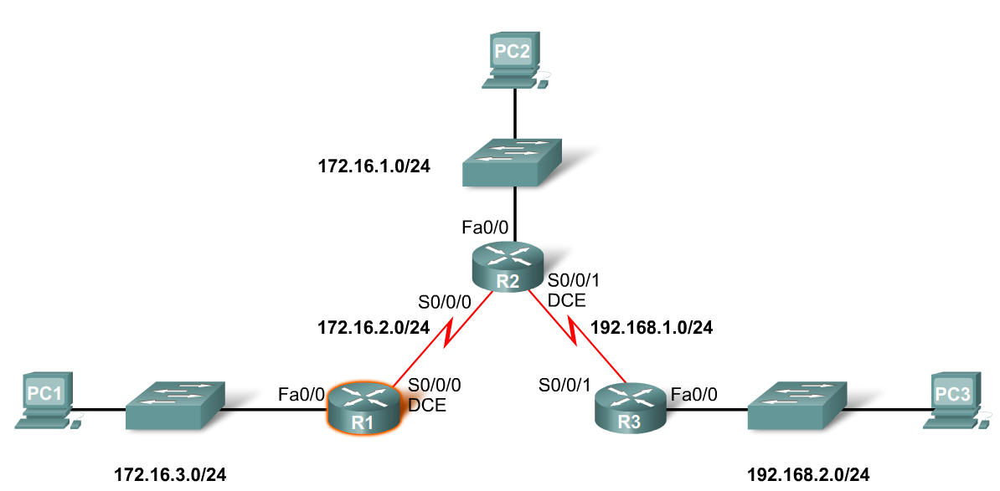 PC2
172.16.1.0/24
Fa0/0
R2
S0/0/1
DCE
S0/0/0
172.16.2.0/24
192.168.1.0/24
PC1
Fa0/0
S0/0/0
DCE
R1
S0/0/1
Fa0/0
R3
PC3
172.16.3.0/24
192.168.2.0/24